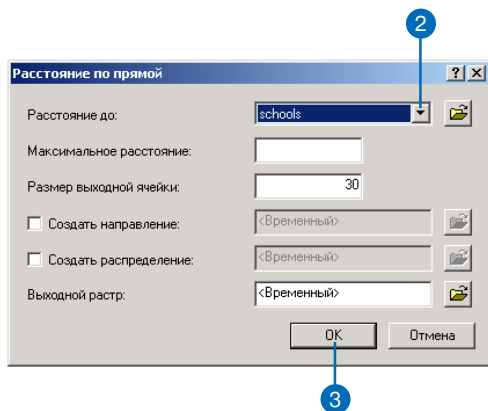 2
Расстояние по прямой
Расстояние до: schools
Максимальное расстояние:
Размер выходной ячейки: 30
Создать направление: <Временный>
Создать распределение: <Временный>
Выходной растр: <Временный>
OK Отмена
3